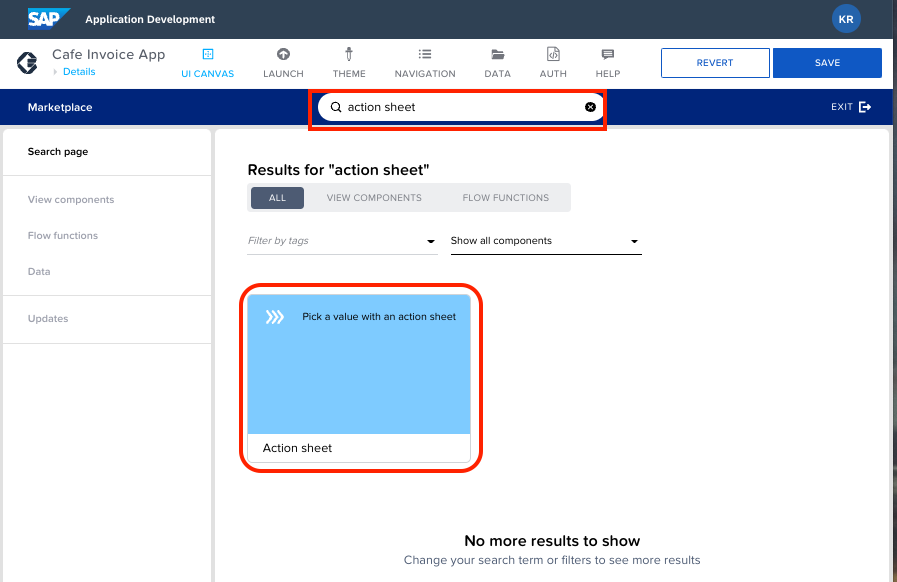 SAP Application Development KR
Cafe Invoice App
Details
UI CANVAS LAUNCH THEME NAVIGATION DATA AUTH HELP REVERT SAVE
Marketplace action sheet EXIT
Search page
View components
Flow functions
Data
Updates
Results for "action sheet"
ALL VIEW COMPONENTS FLOW FUNCTIONS
Filter by tags Show all components
Pick a value with an action sheet
Action sheet
No more results to show
Change your search term or filters to see more results